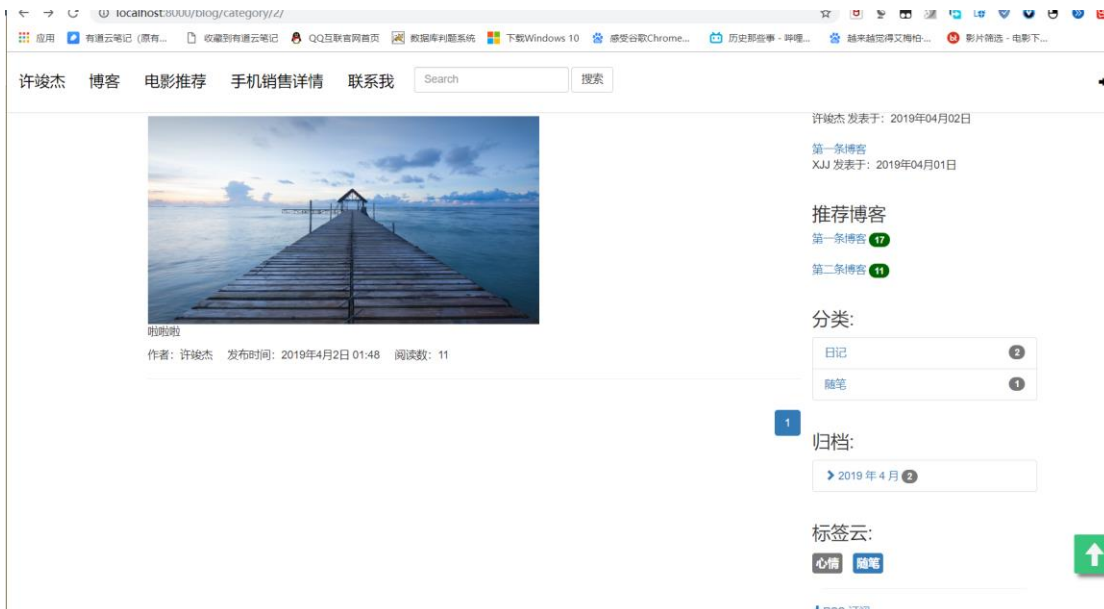 localhost:8000/blog/category/2/
应用 有道云笔记 (原有... 收藏到有道云笔记 QQ互联官网首页 数据库判题系统 下载Windows 10 感受谷歌Chrome... 历史那些事 - 哔哩... 越来越觉得艾梅柏... 影片筛选 - 电影下...
许竣杰 博客 电影推荐 手机销售详情 联系我 Search 搜索
啦啦啦
作者：许竣杰 发布时间：2019年4月2日 01:48 阅读数：11
1
许竣杰 发表于：2019年04月02日
第一条博客
XJJ 发表于：2019年04月01日
推荐博客
第一条博客 17
第二条博客 11
分类:
日记 2
随笔 1
归档:
2019 年 4 月 2
标签云:
心情 随笔